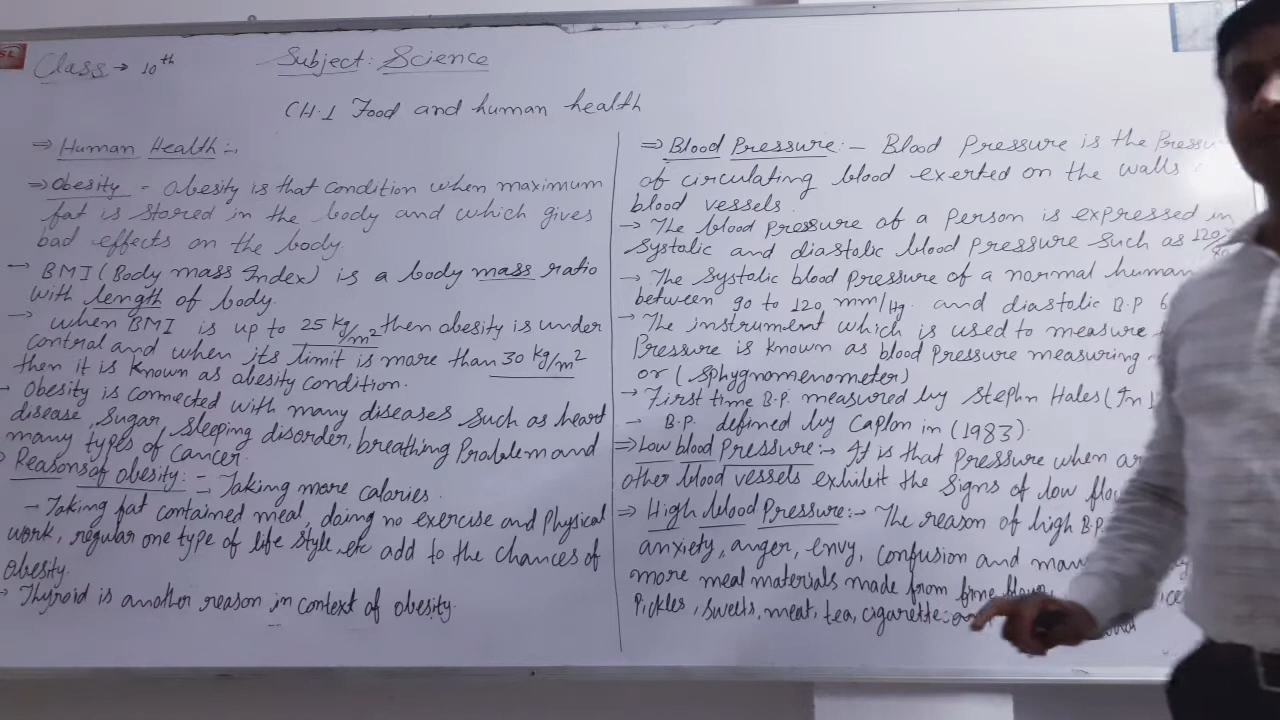 Class → 10th
Subject: Science
CH.1 Food and human health
⇒ Human Health :-
⇒ Obesity - Obesity is that condition when maximum
fat is stored in the body and which gives
bad effects on the body.
→ BMI (Body mass Index) is a body mass ratio
with length of body.
→ when BMI is up to 25 kg/m² then obesity is under
control and when its limit is more than 30 kg/m²
then it is known as obesity condition.
→ Obesity is connected with many diseases such as heart
disease, sugar, sleeping disorder, breathing Problem and
many types of cancer.
⇒ Reasons of obesity: - → Taking more calories.
→ Taking fat contained meal, doing no exercise and Physical
work, regular one type of life style, etc add to the chances of
obesity.
→ Thyroid is another reason in context of obesity.
⇒ Blood Pressure :- Blood Pressure is the Pressu
of circulating blood exerted on the walls
blood vessels.
→ The blood pressure of a person is expressed in
systolic and diastolic blood pressure such as 120/
→ The systolic blood pressure of a normal human
between 90 to 120 mm/Hg. and diastolic B.P 6
→ The instrument which is used to measure
Pressure is known as blood pressure measuring
or (Sphygnomenometer)
→ First time B.P. measured by Stephn Hales (In 1
→ B.P. defined by Caplon in (1983).
⇒ Low blood Pressure :→ It is that Pressure when ar
other blood vessels exhibit the signs of low flo
⇒ High blood Pressure :→ The reason of high B.P.
anxiety, anger, envy, confusion and man
more meal materials made from fine flour,
Pickles, sweets, meat, tea, cigarette